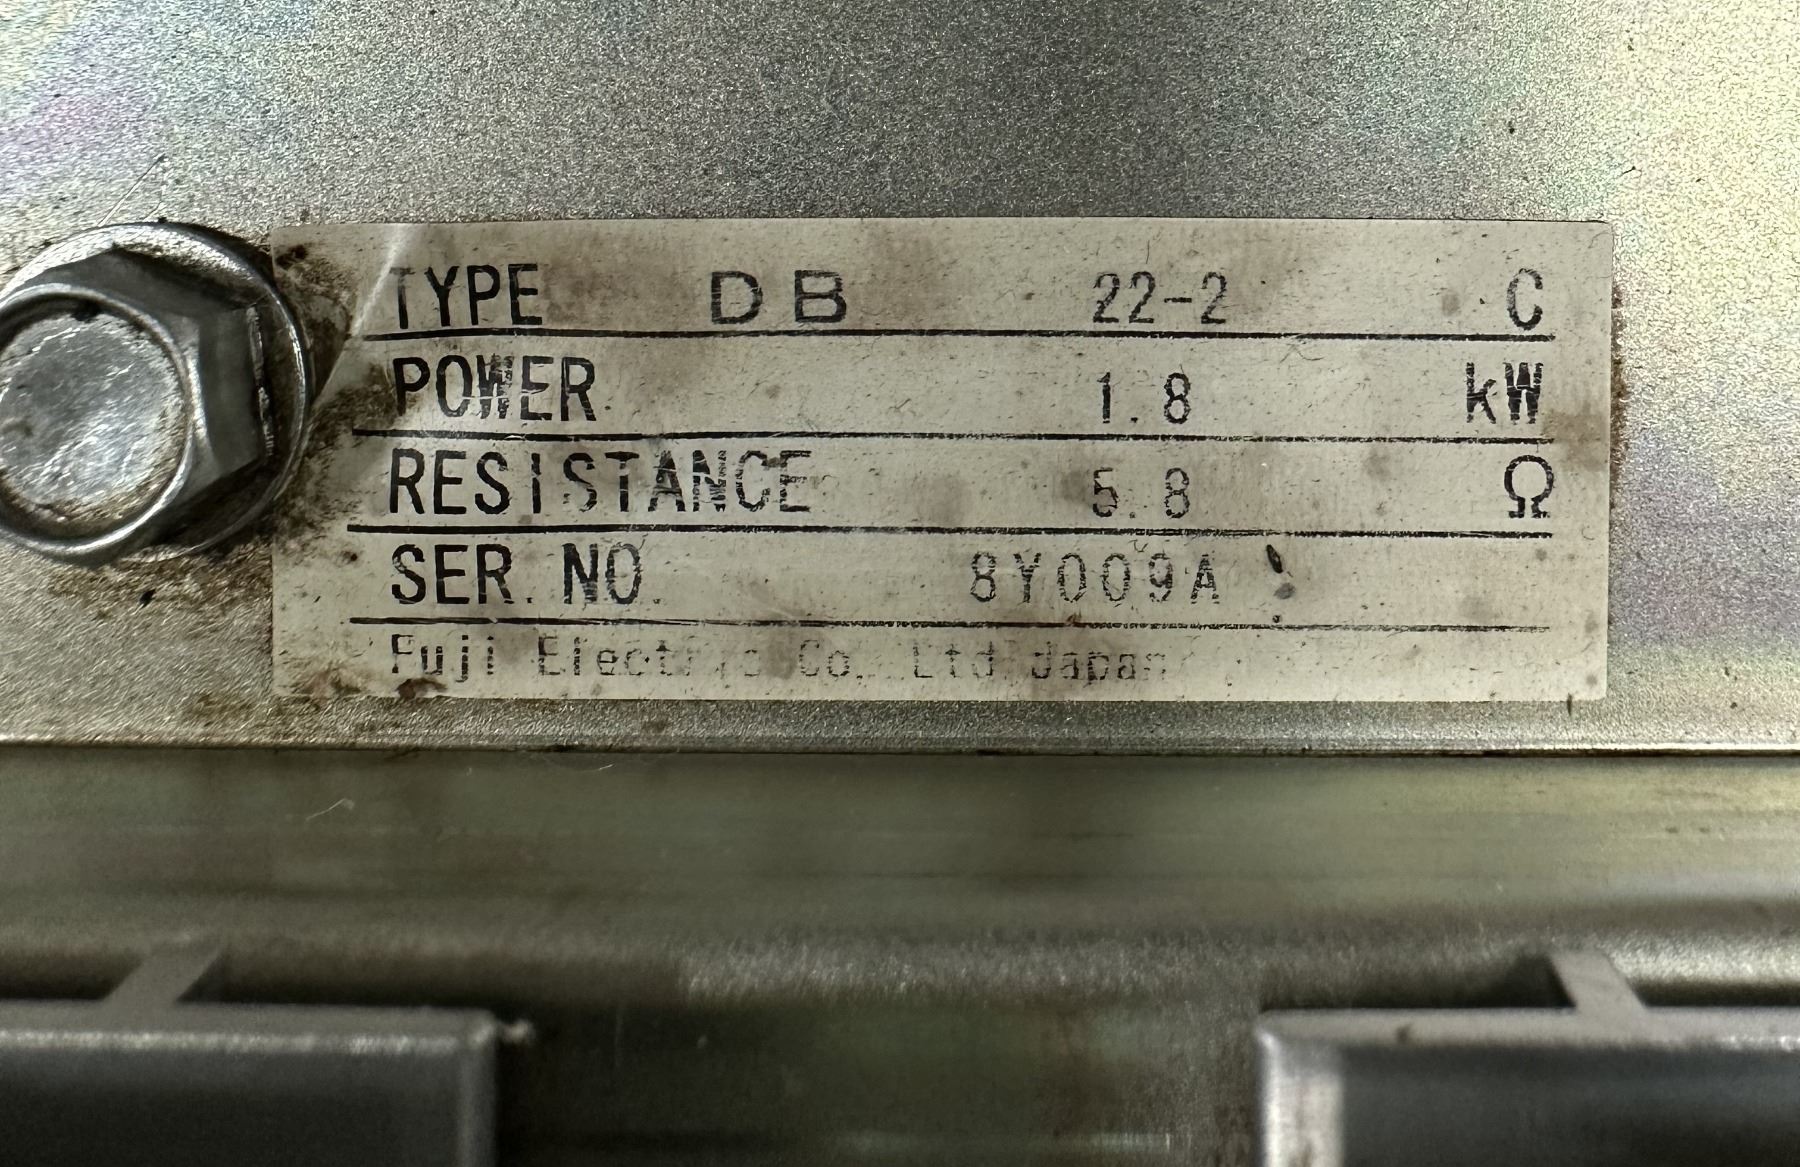 TYPE DB 22-2 C
POWER 1.8 kW
RESISTANCE 5.8 Ω
SER. NO. 8Y009A
Fuji Electric Co., Ltd Japan